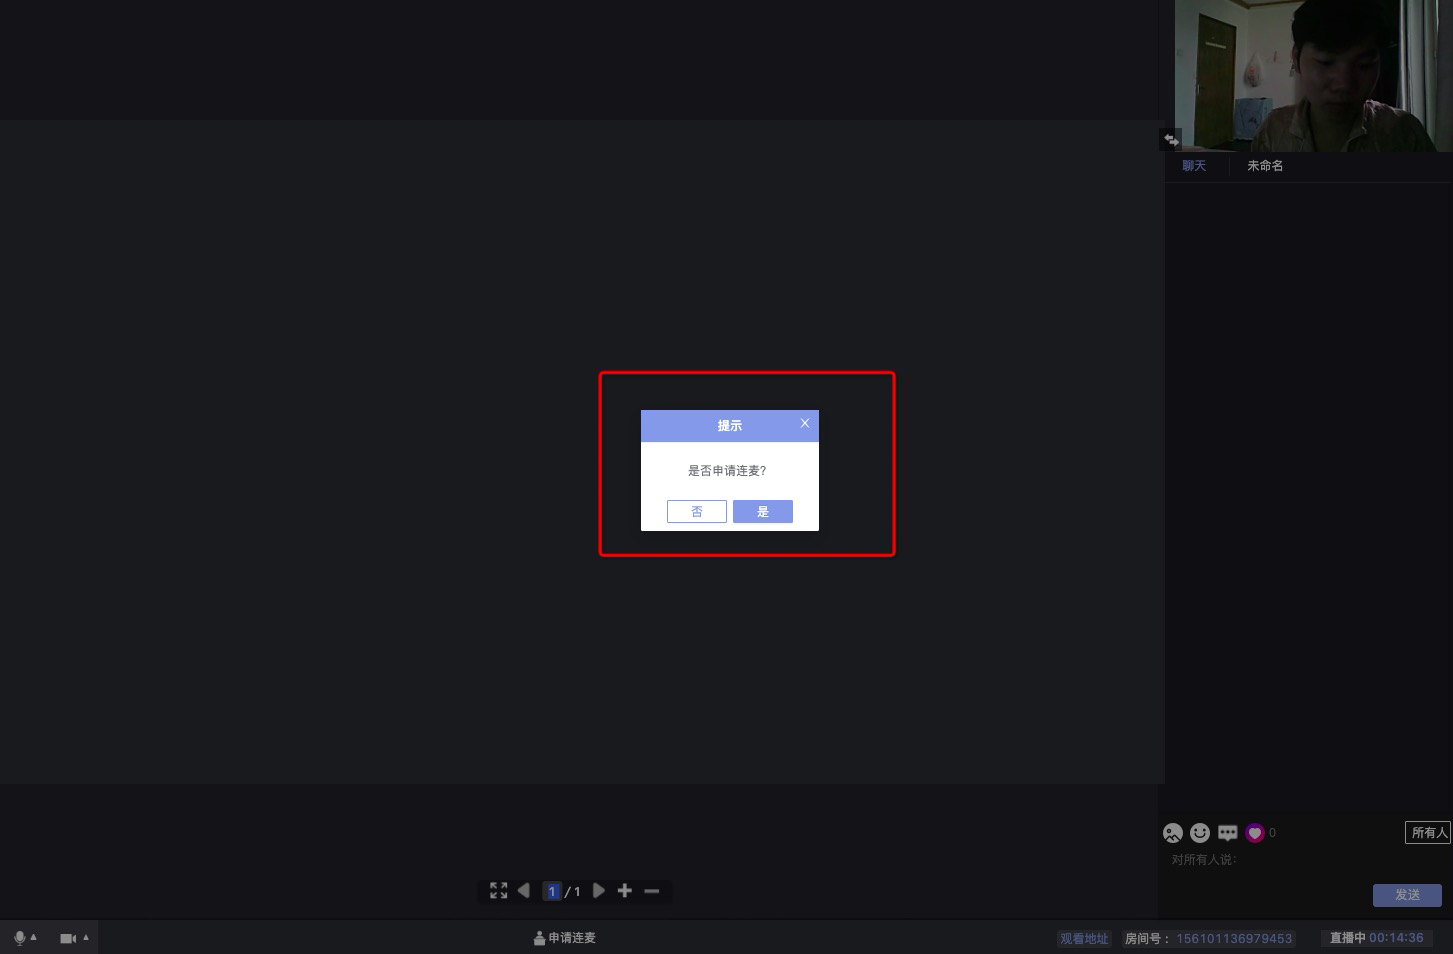 聊天
未命名
提示
是否申请连麦?
否
是
0
所有人
对所有人说:
1 / 1
发送
申请连麦
观看地址
房间号: 156101136979453
直播中 00:14:36